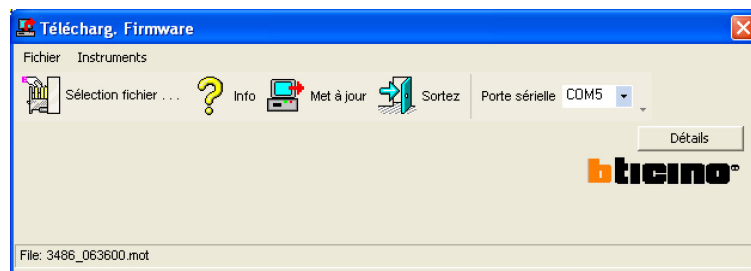 Télécharg. Firmware
Fichier Instruments
Sélection fichier . . . Info Met à jour Sortez Porte sérielle COM5
Détails
bticino®
File: 3486_063600.mot